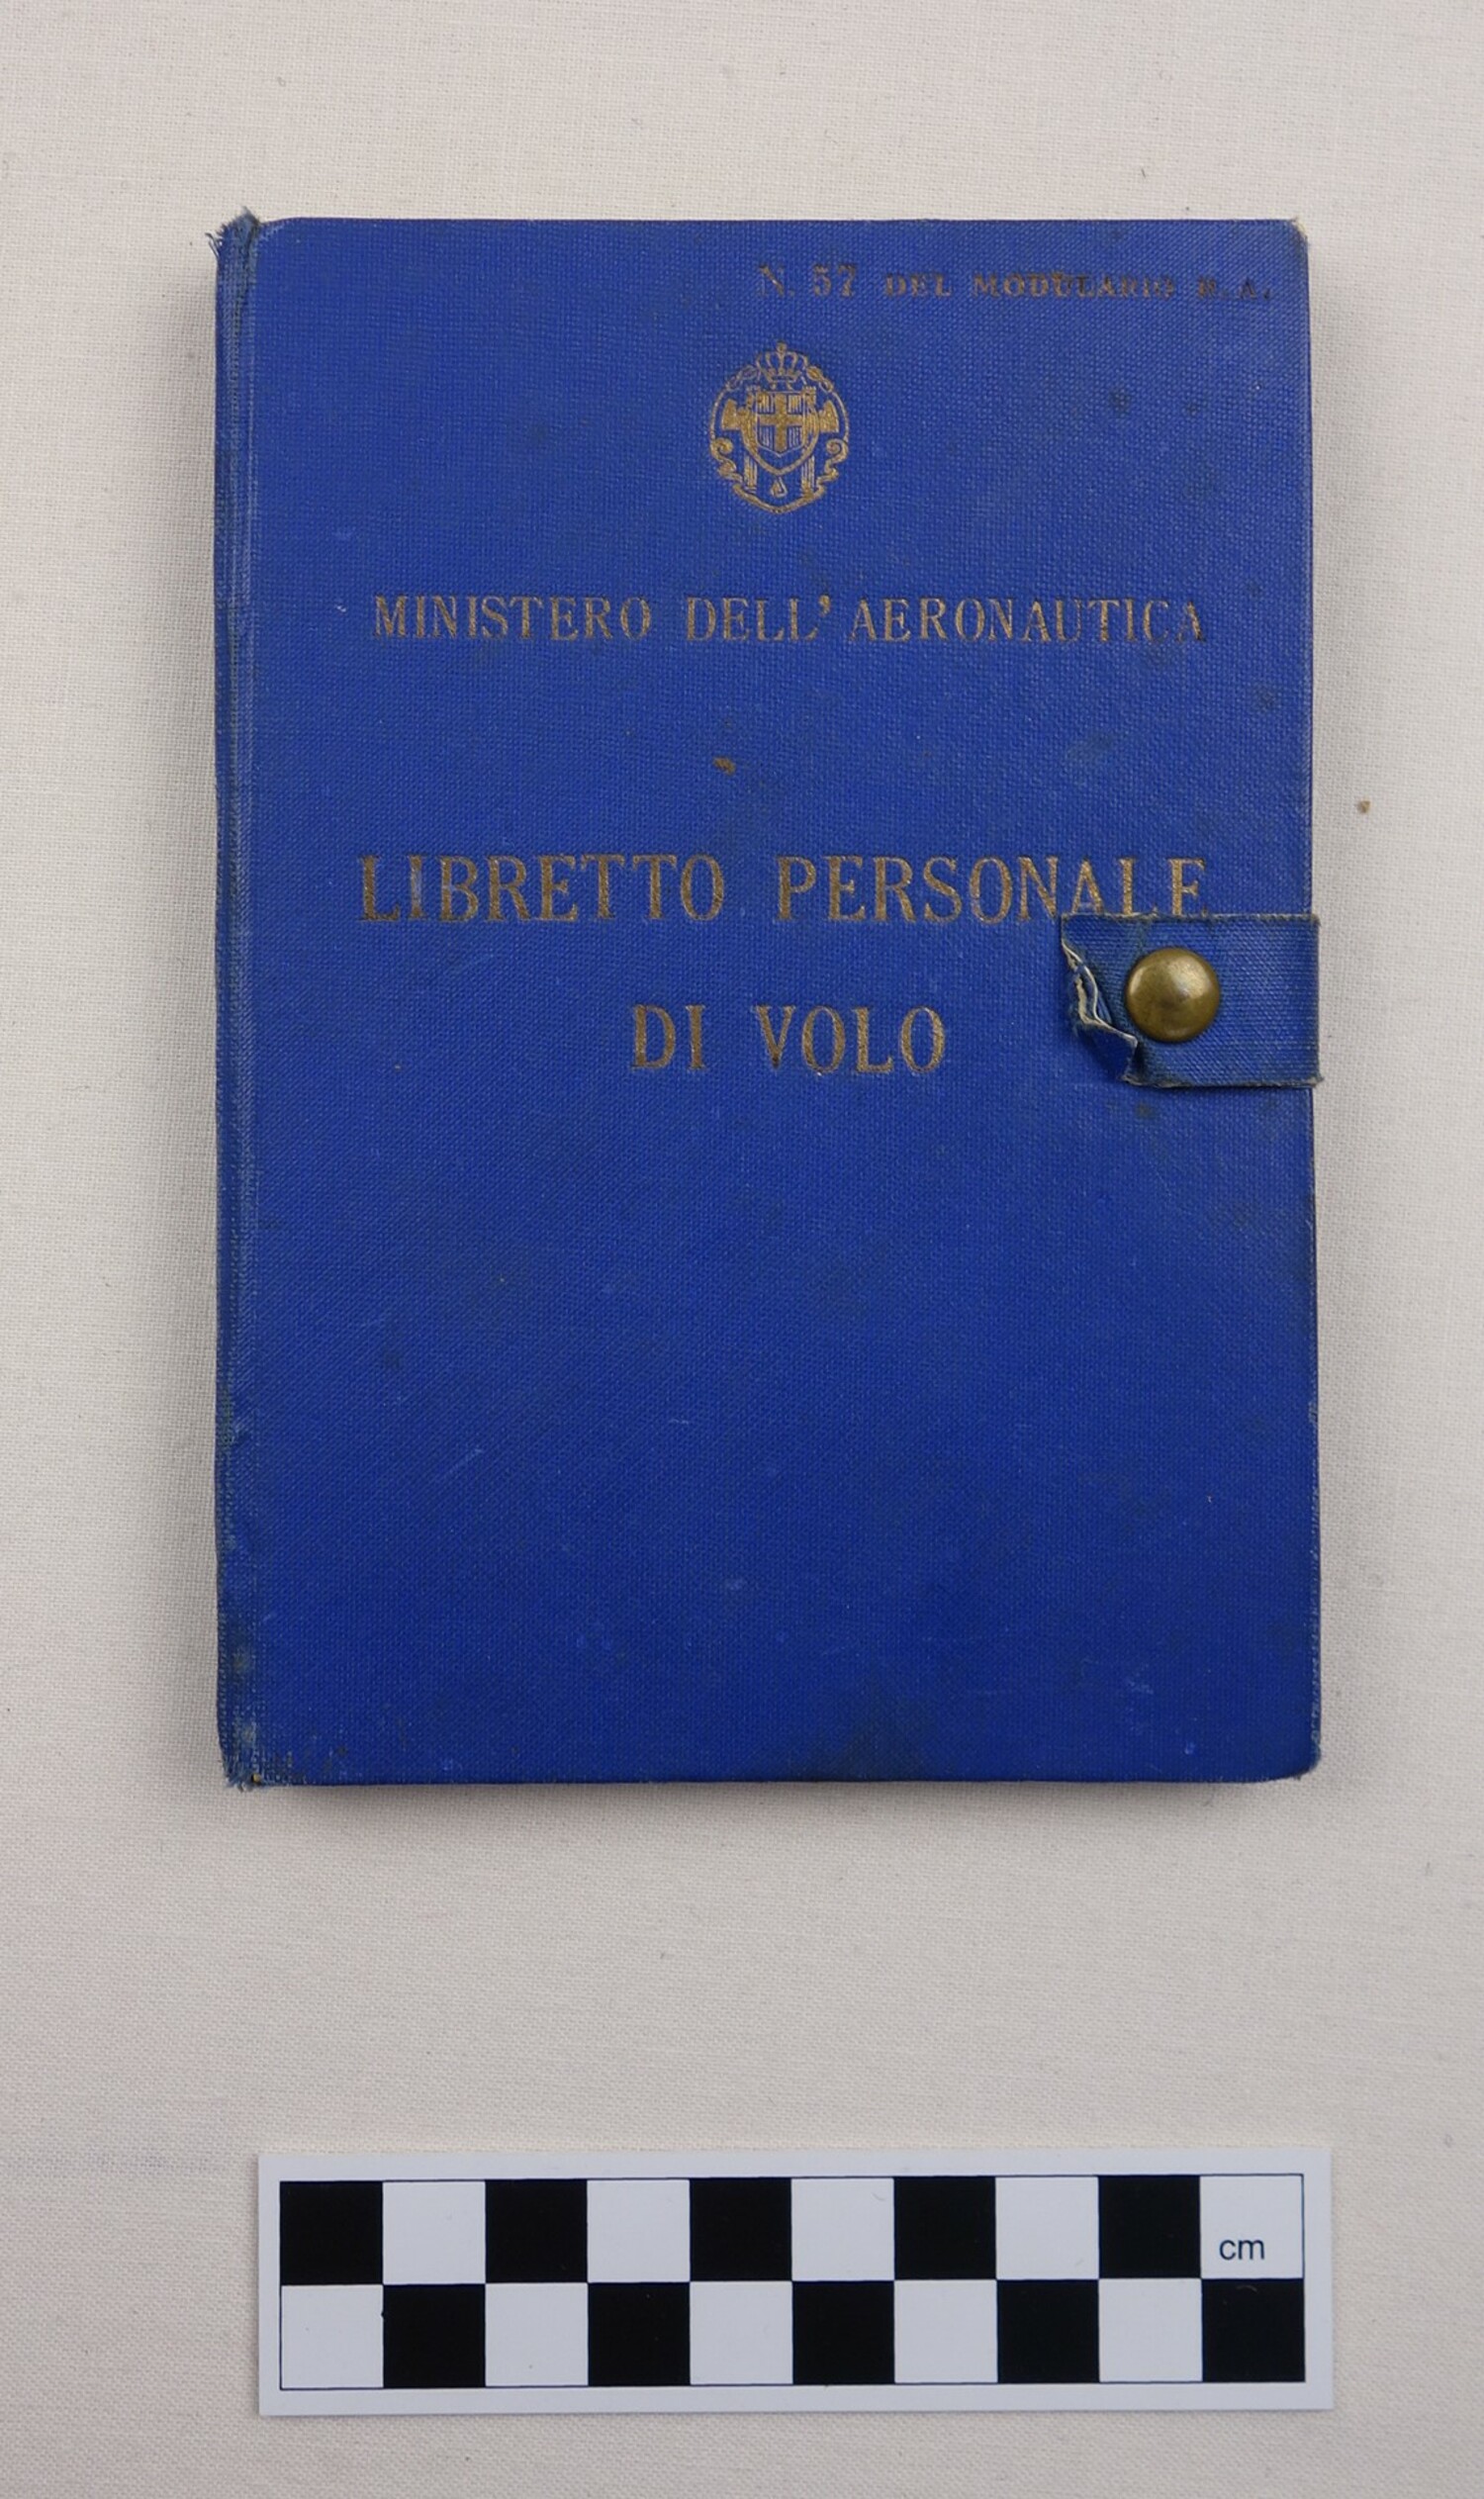 N. 57 DEL MODULARIO R. A.
MINISTERO DELL'AERONAUTICA
LIBRETTO PERSONALE
DI VOLO
cm